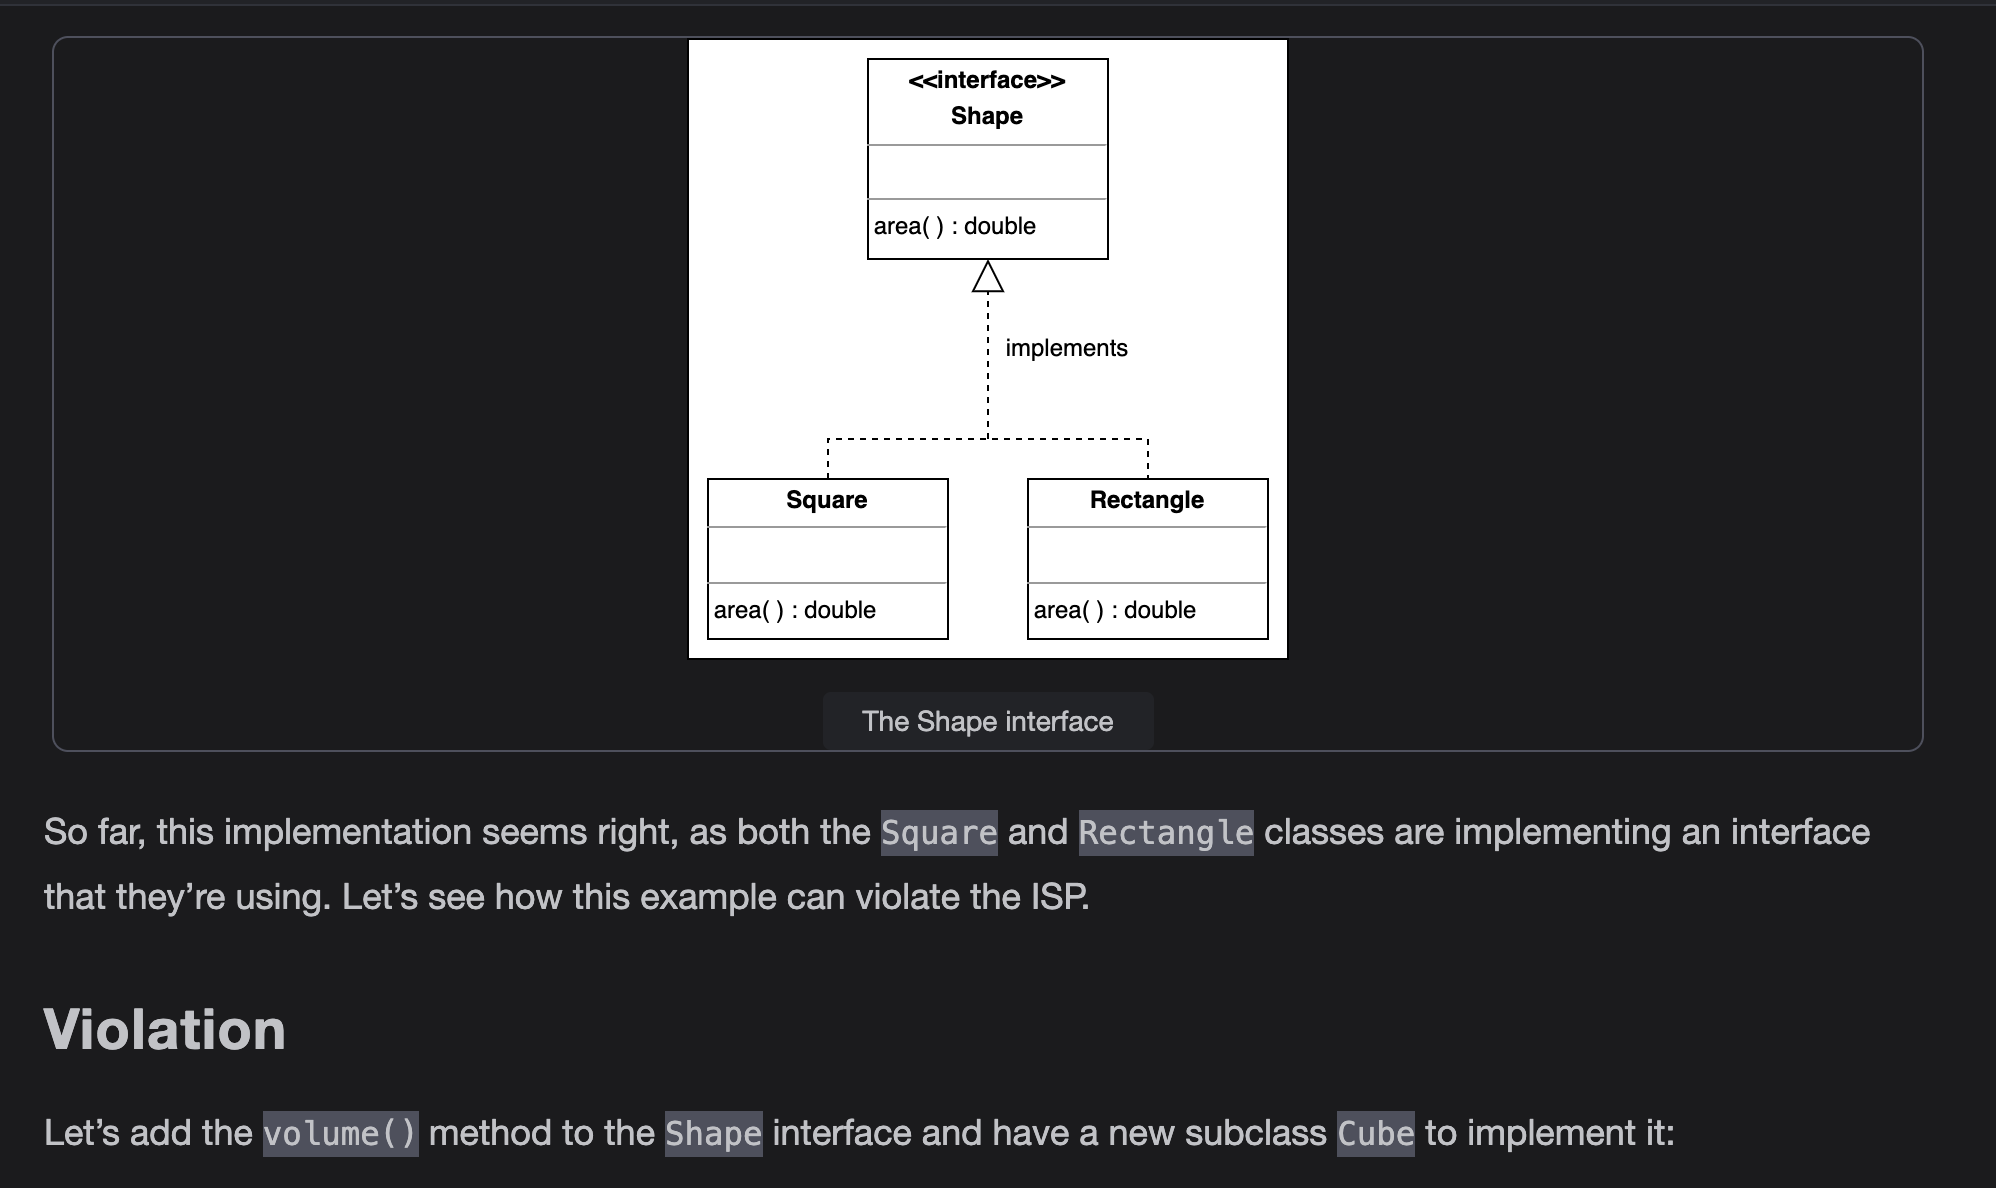 <<interface>>
Shape
area( ) : double
implements
Square
Rectangle
area( ) : double
area( ) : double
The Shape interface
So far, this implementation seems right, as both the Square and Rectangle classes are implementing an interface
that they’re using. Let’s see how this example can violate the ISP.
Violation
Let’s add the volume() method to the Shape interface and have a new subclass Cube to implement it: